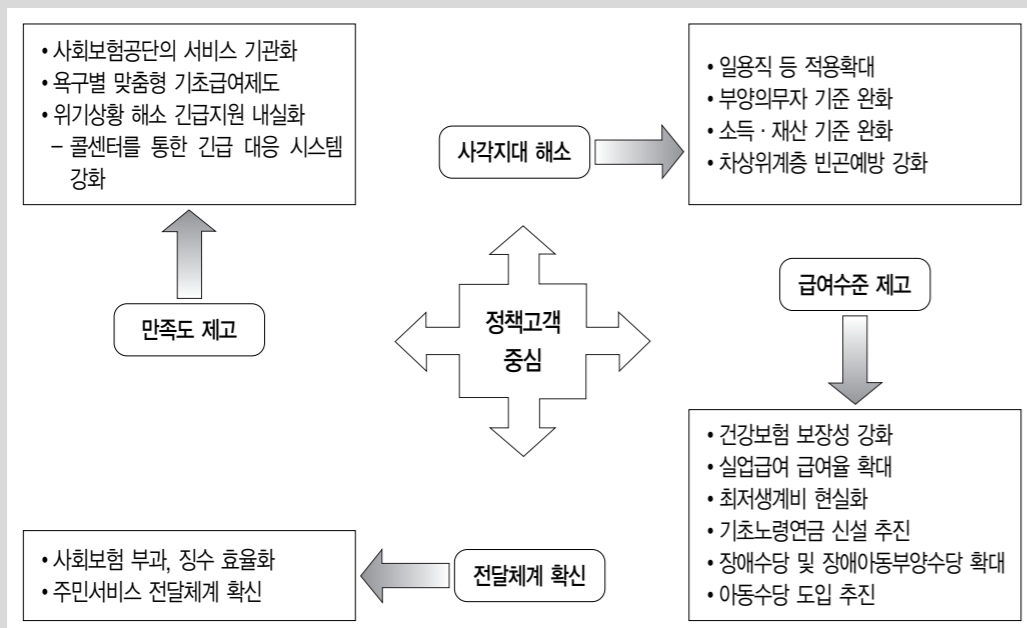 • 사회보험공단의 서비스 기관화
• 욕구별 맞춤형 기초급여제도
• 위기상황 해소 긴급지원 내실화
– 콜센터를 통한 긴급 대응 시스템
강화
만족도 제고
사각지대 해소
• 일용직 등 적용확대
• 부양의무자 기준 완화
• 소득 · 재산 기준 완화
• 차상위계층 빈곤예방 강화
정책고객
중심
급여수준 제고
• 건강보험 보장성 강화
• 실업급여 급여율 확대
• 최저생계비 현실화
• 기초노령연금 신설 추진
• 장애수당 및 장애아동부양수당 확대
• 아동수당 도입 추진
전달체계 확신
• 사회보험 부과, 징수 효율화
• 주민서비스 전달체계 확신